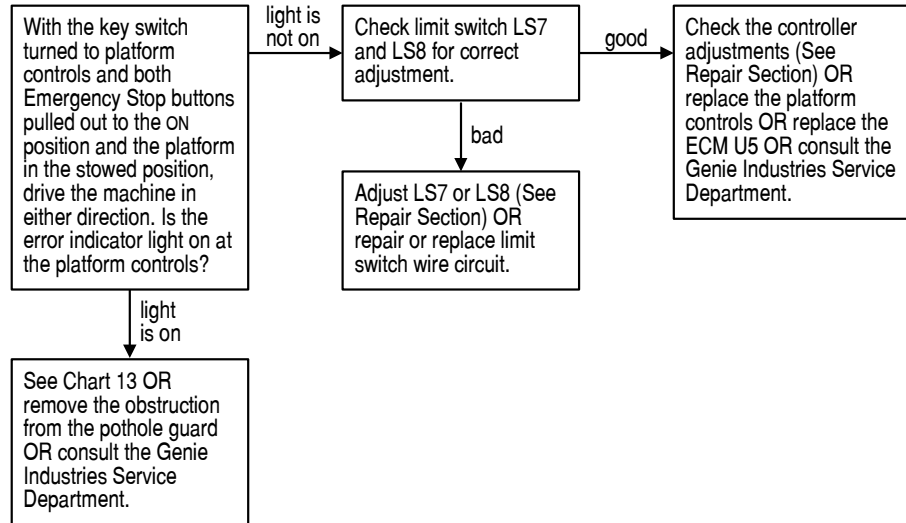 With the key switch
turned to platform
controls and both
Emergency Stop buttons
pulled out to the ON
position and the platform
in the stowed position,
drive the machine in
either direction. Is the
error indicator light on at
the platform controls?
light is
not on
Check limit switch LS7
and LS8 for correct
adjustment.
good
Check the controller
adjustments (See
Repair Section) OR
replace the platform
controls OR replace the
ECM U5 OR consult the
Genie Industries Service
Department.
bad
Adjust LS7 or LS8 (See
Repair Section) OR
repair or replace limit
switch wire circuit.
light
is on
See Chart 13 OR
remove the obstruction
from the pothole guard
OR consult the Genie
Industries Service
Department.